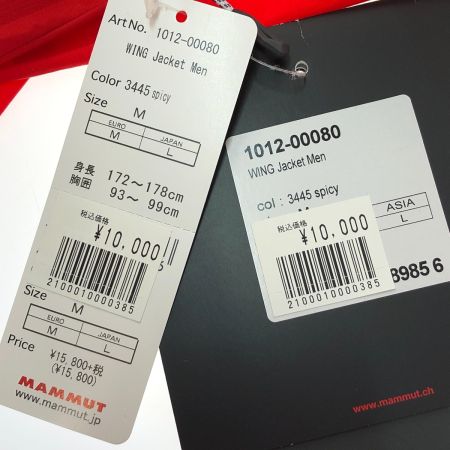 ArtNo. 1012-00080
WING Jacket Men
Color 3445 spicy
Size M
EURO JAPAN
M L
身長 172～178cm
胸囲 93～ 99cm
税込価格
¥10,000
2100010000385
Size M
EURO JAPAN
M L
Price ¥15,800+税
(¥15,800)
MAMMUT
www.mammut.jp
1012-00080
WING Jacket Men
col : 3445 spicy
ASIA
L
税込価格
¥10,000
2100010000385
8985 6
www.mammut.ch